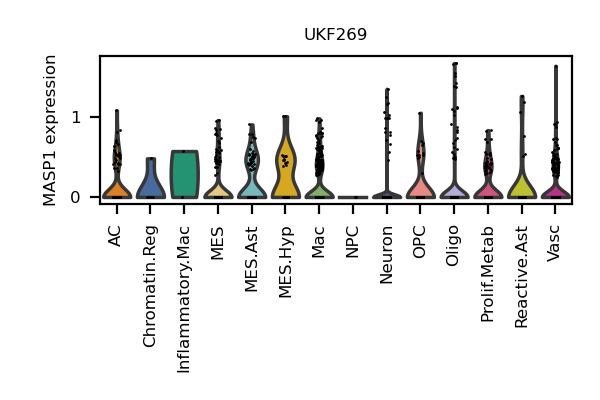 UKF269
MASP1 expression
1
0
AC
Chromatin.Reg
Inflammatory.Mac
MES
MES.Ast
MES.Hyp
Mac
NPC
Neuron
OPC
Oligo
Prolif.Metab
Reactive.Ast
Vasc